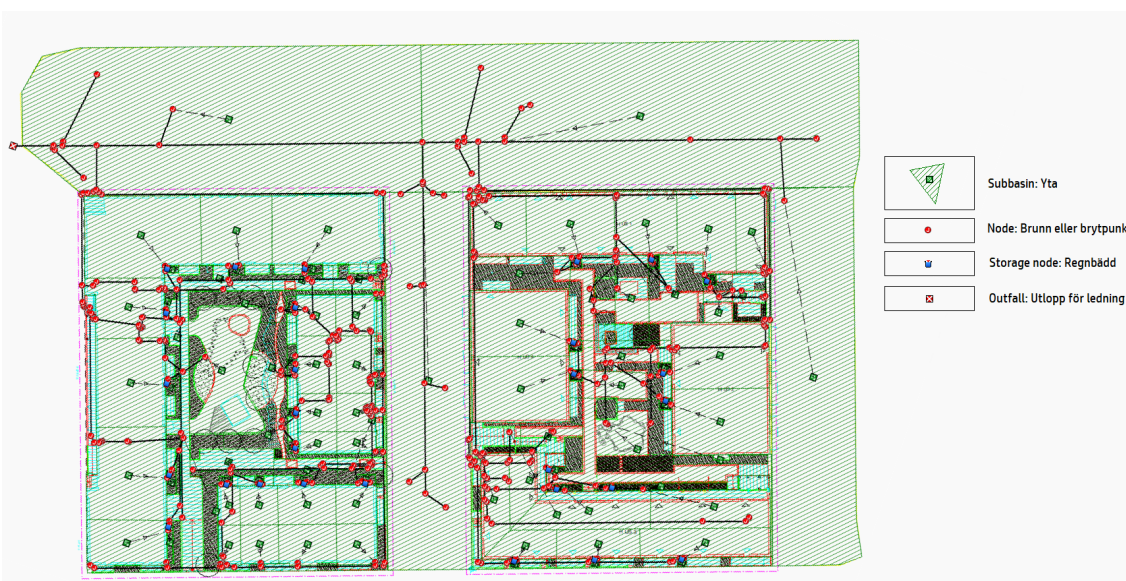 Subbasin: Yta
Node: Brunn eller brytpunk
Storage node: Regnbädd
Outfall: Utlopp för ledning